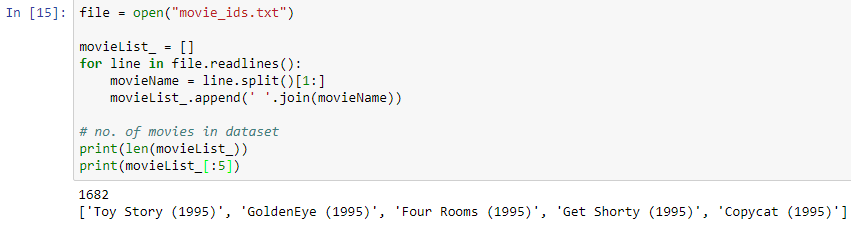 In [15]: file = open("movie_ids.txt")
movieList_ = []
for line in file.readlines():
    movieName = line.split()[1:]
    movieList_.append(' '.join(movieName))
# no. of movies in dataset
print(len(movieList_))
print(movieList_[:5])
1682
['Toy Story (1995)', 'GoldenEye (1995)', 'Four Rooms (1995)', 'Get Shorty (1995)', 'Copycat (1995)']